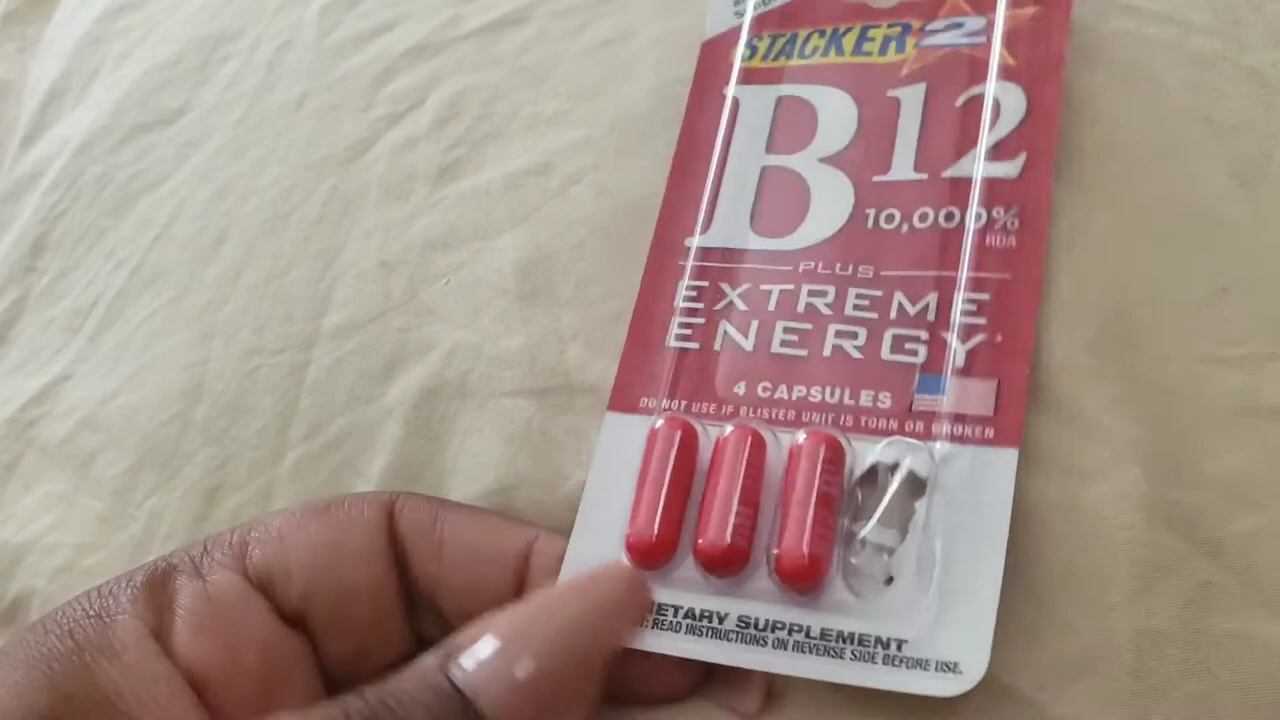 STACKER 2
B12
10,000%
RDA
PLUS
EXTREME
ENERGY
4 CAPSULES
DO NOT USE IF BLISTER UNIT IS TORN OR BROKEN
ETARY SUPPLEMENT
: READ INSTRUCTIONS ON REVERSE SIDE BEFORE USE.